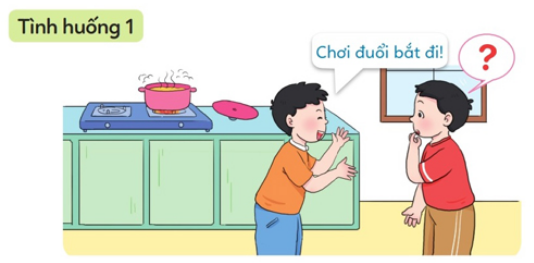 Tình huống 1
Chơi đuổi bắt đi!
?